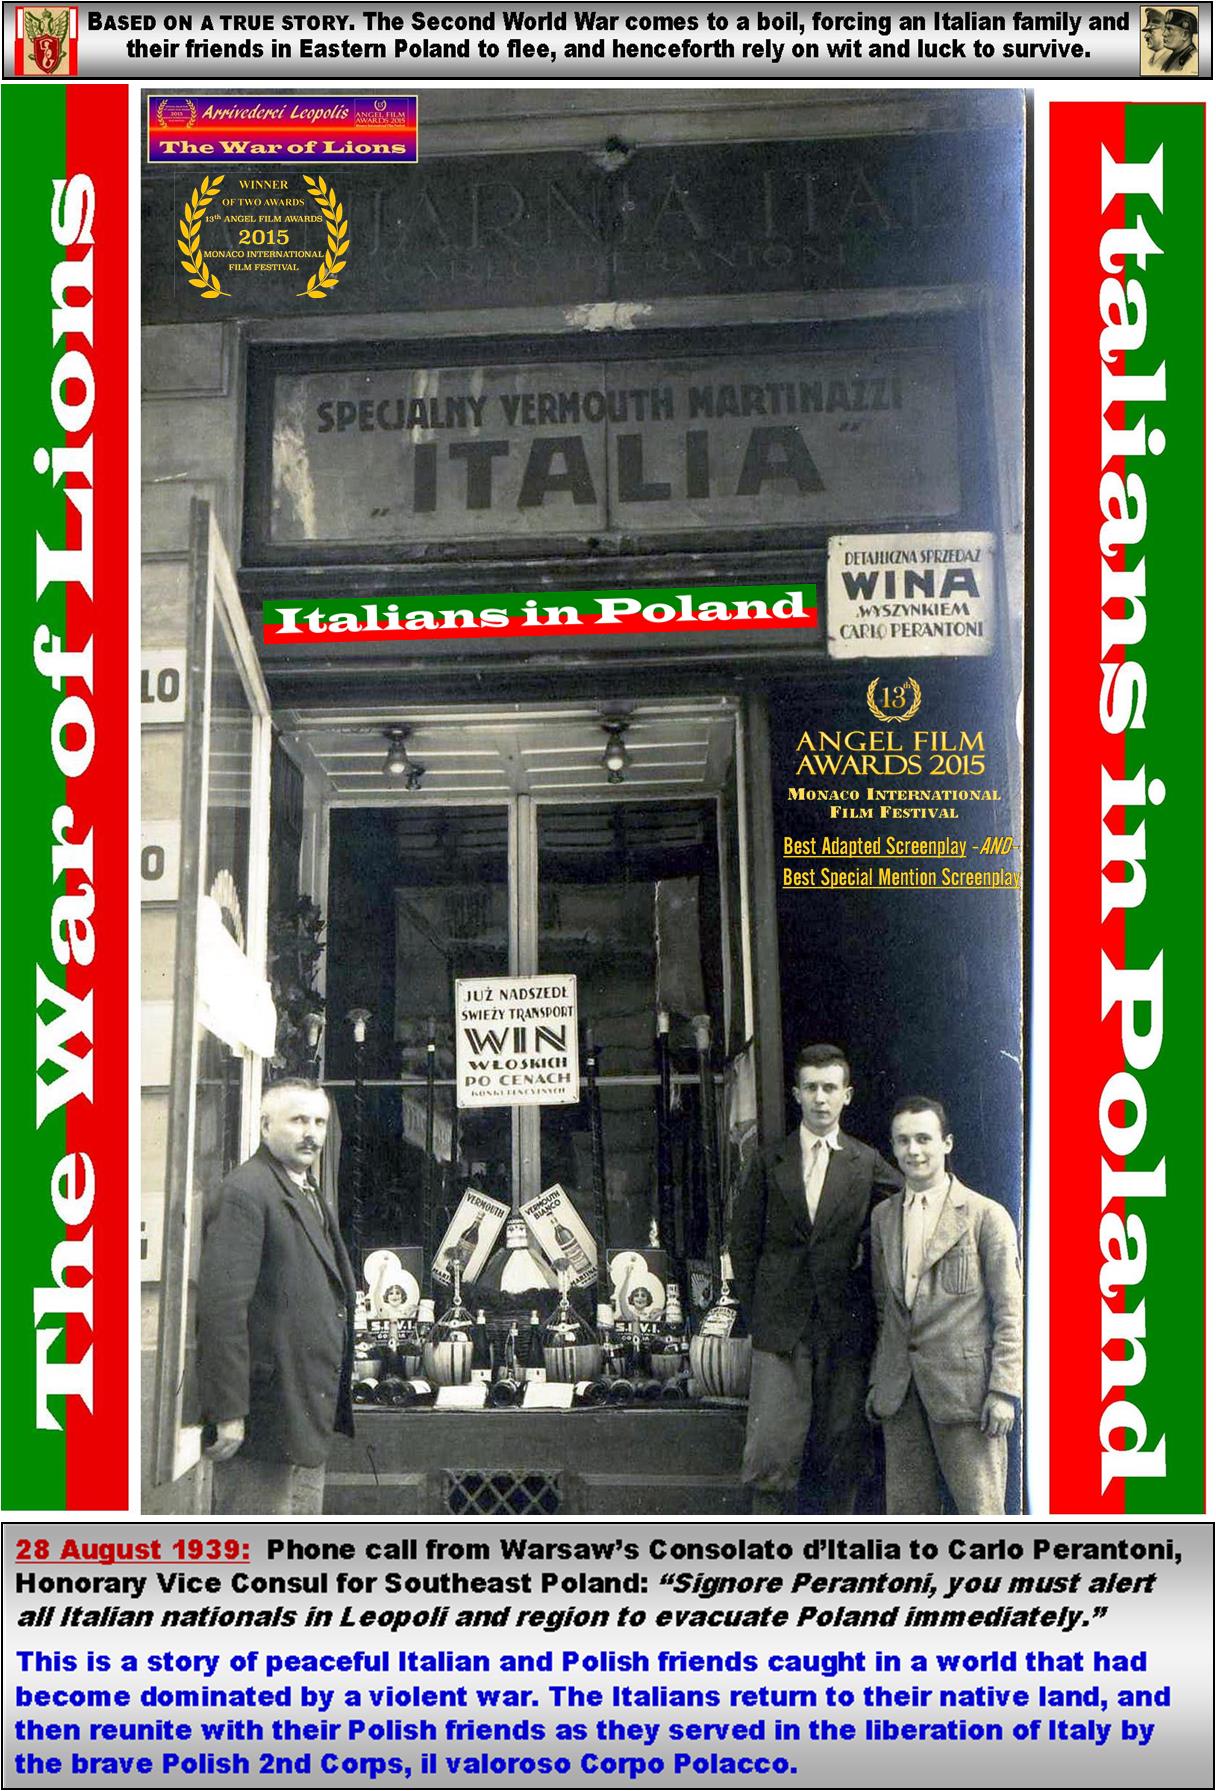 BASED ON A TRUE STORY. The Second World War comes to a boil, forcing an Italian family and
their friends in Eastern Poland to flee, and henceforth rely on wit and luck to survive.
The War of Lions
Italians in Poland
Arrivederci Leopolis
2015
13th
ANGEL FILM
AWARDS 2015
The War of Lions
WINNER
OF TWO AWARDS
13th ANGEL FILM AWARDS
2015
MONACO INTERNATIONAL
FILM FESTIVAL
SPECJALNY VERMOUTH MARTINAZZI
„ITALIA”
DETAJLICZNA SPRZEDAŻ
WINA
Z WYSZYNKIEM
CARLO PERANTONI
Italians in Poland
LO
O
13th
ANGEL FILM
AWARDS 2015
MONACO INTERNATIONAL
FILM FESTIVAL
Best Adapted Screenplay -AND-
Best Special Mention Screenplay
JUŻ NADSZEDŁ
ŚWIEŻY TRANSPORT
WIN
WŁOSKICH
PO CENACH
KONKURENCYJNYCH
VERMOUTH
VERMOUTH
BIANCO
S.I.V.I.
S.I.V.I.
28 August 1939: Phone call from Warsaw’s Consolato d’Italia to Carlo Perantoni,
Honorary Vice Consul for Southeast Poland: “Signore Perantoni, you must alert
all Italian nationals in Leopoli and region to evacuate Poland immediately.”
This is a story of peaceful Italian and Polish friends caught in a world that had
become dominated by a violent war. The Italians return to their native land, and
then reunite with their Polish friends as they served in the liberation of Italy by
the brave Polish 2nd Corps, il valoroso Corpo Polacco.